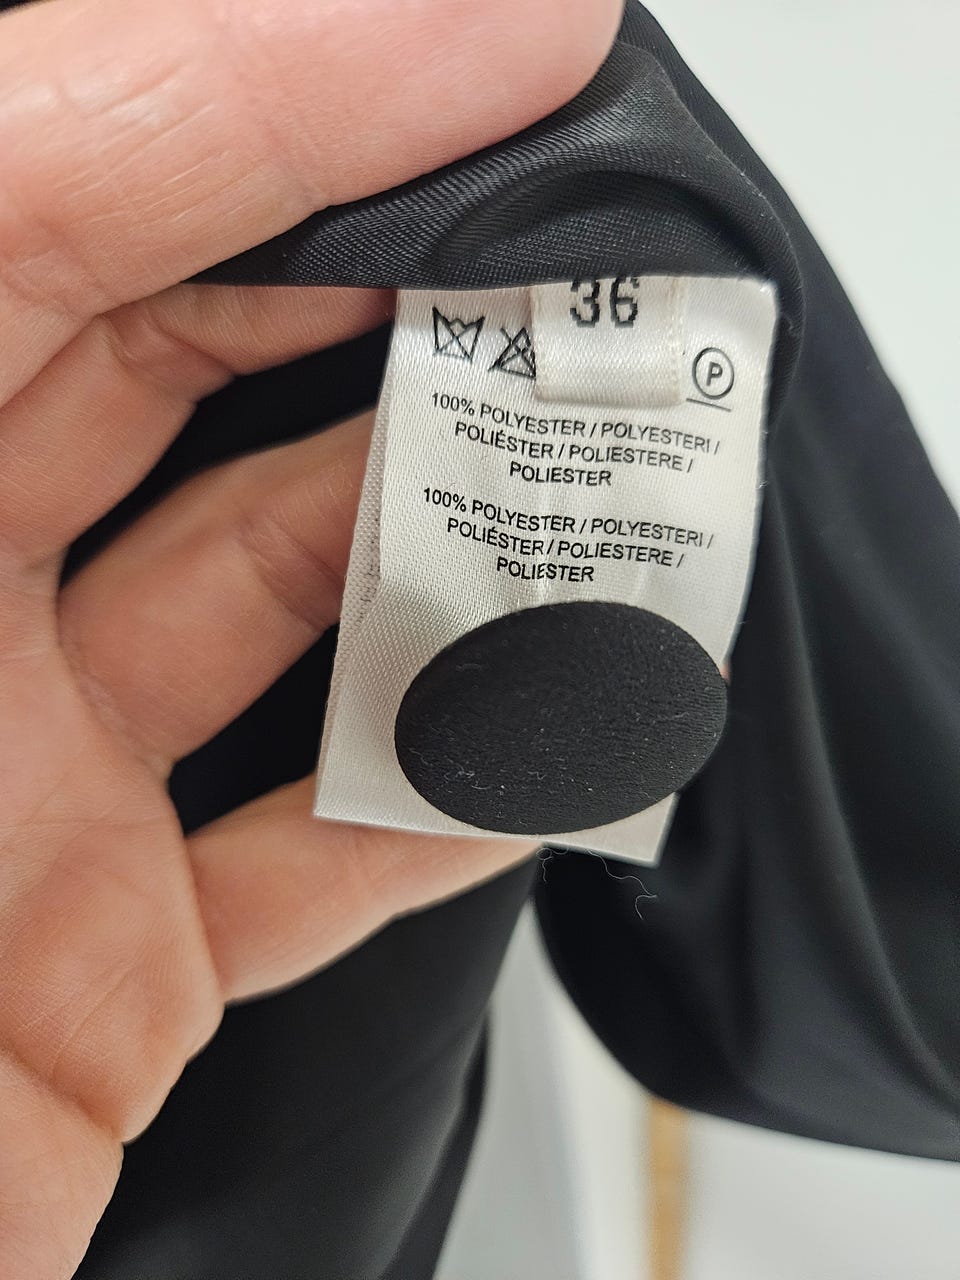 36
P
100% POLYESTER / POLYESTERI /
POLIÉSTER / POLIESTERE /
POLIESTER
100% POLYESTER / POLYESTERI /
POLIÉSTER / POLIESTERE /
POLIESTER